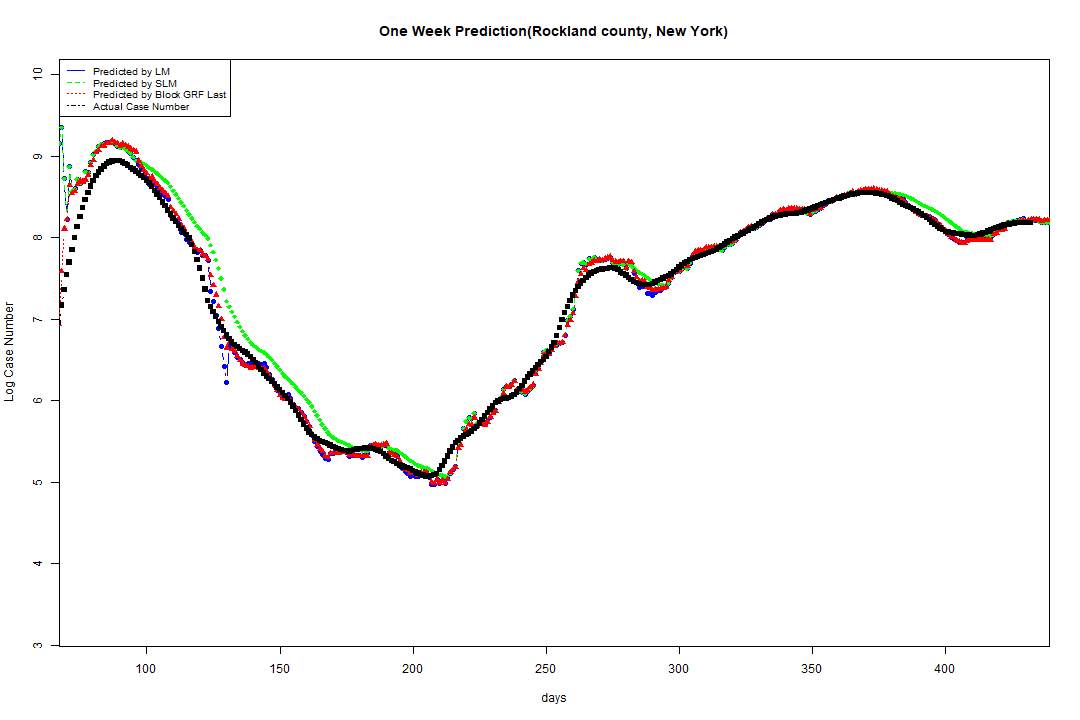 One Week Prediction(Rockland county, New York)
Predicted by LM
Predicted by SLM
Predicted by Block GRF Last
Actual Case Number
10
9
8
7
6
5
4
3
Log Case Number
100 150 200 250 300 350 400
days